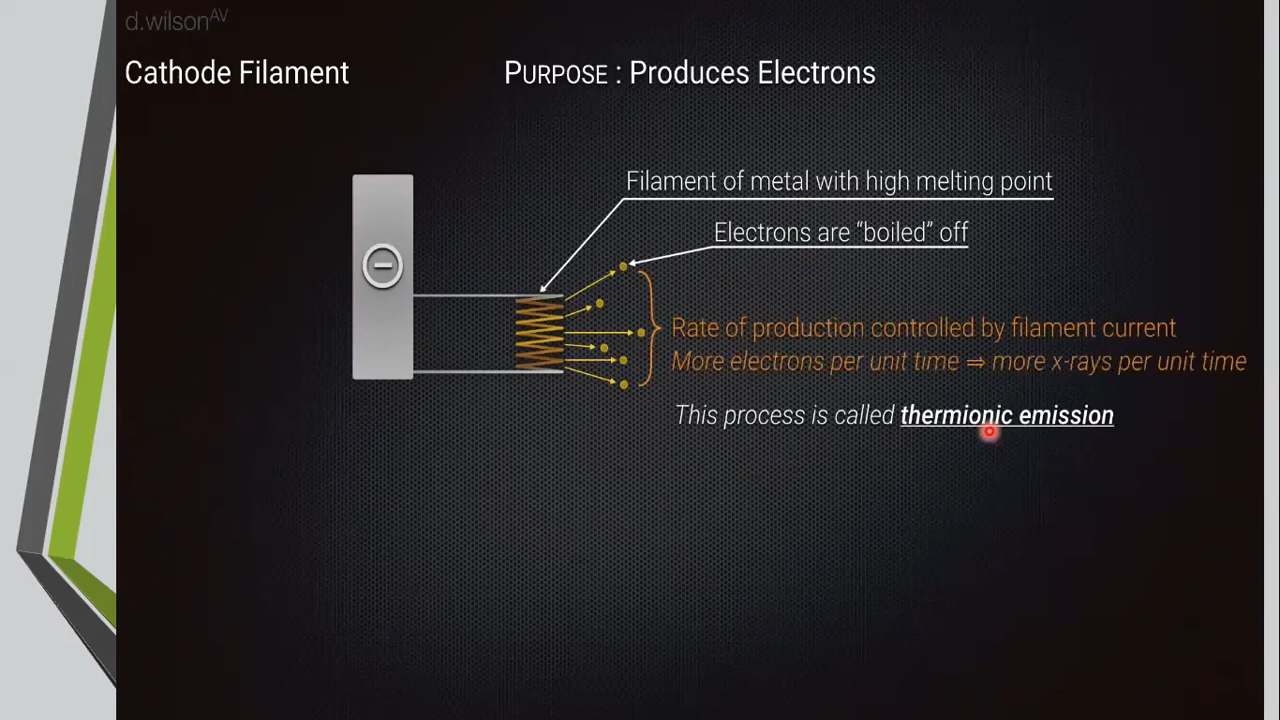 d.wilsonAV
Cathode Filament
PURPOSE : Produces Electrons
Filament of metal with high melting point
Electrons are “boiled” off
Rate of production controlled by filament current
More electrons per unit time ⇒ more x-rays per unit time
This process is called thermionic emission